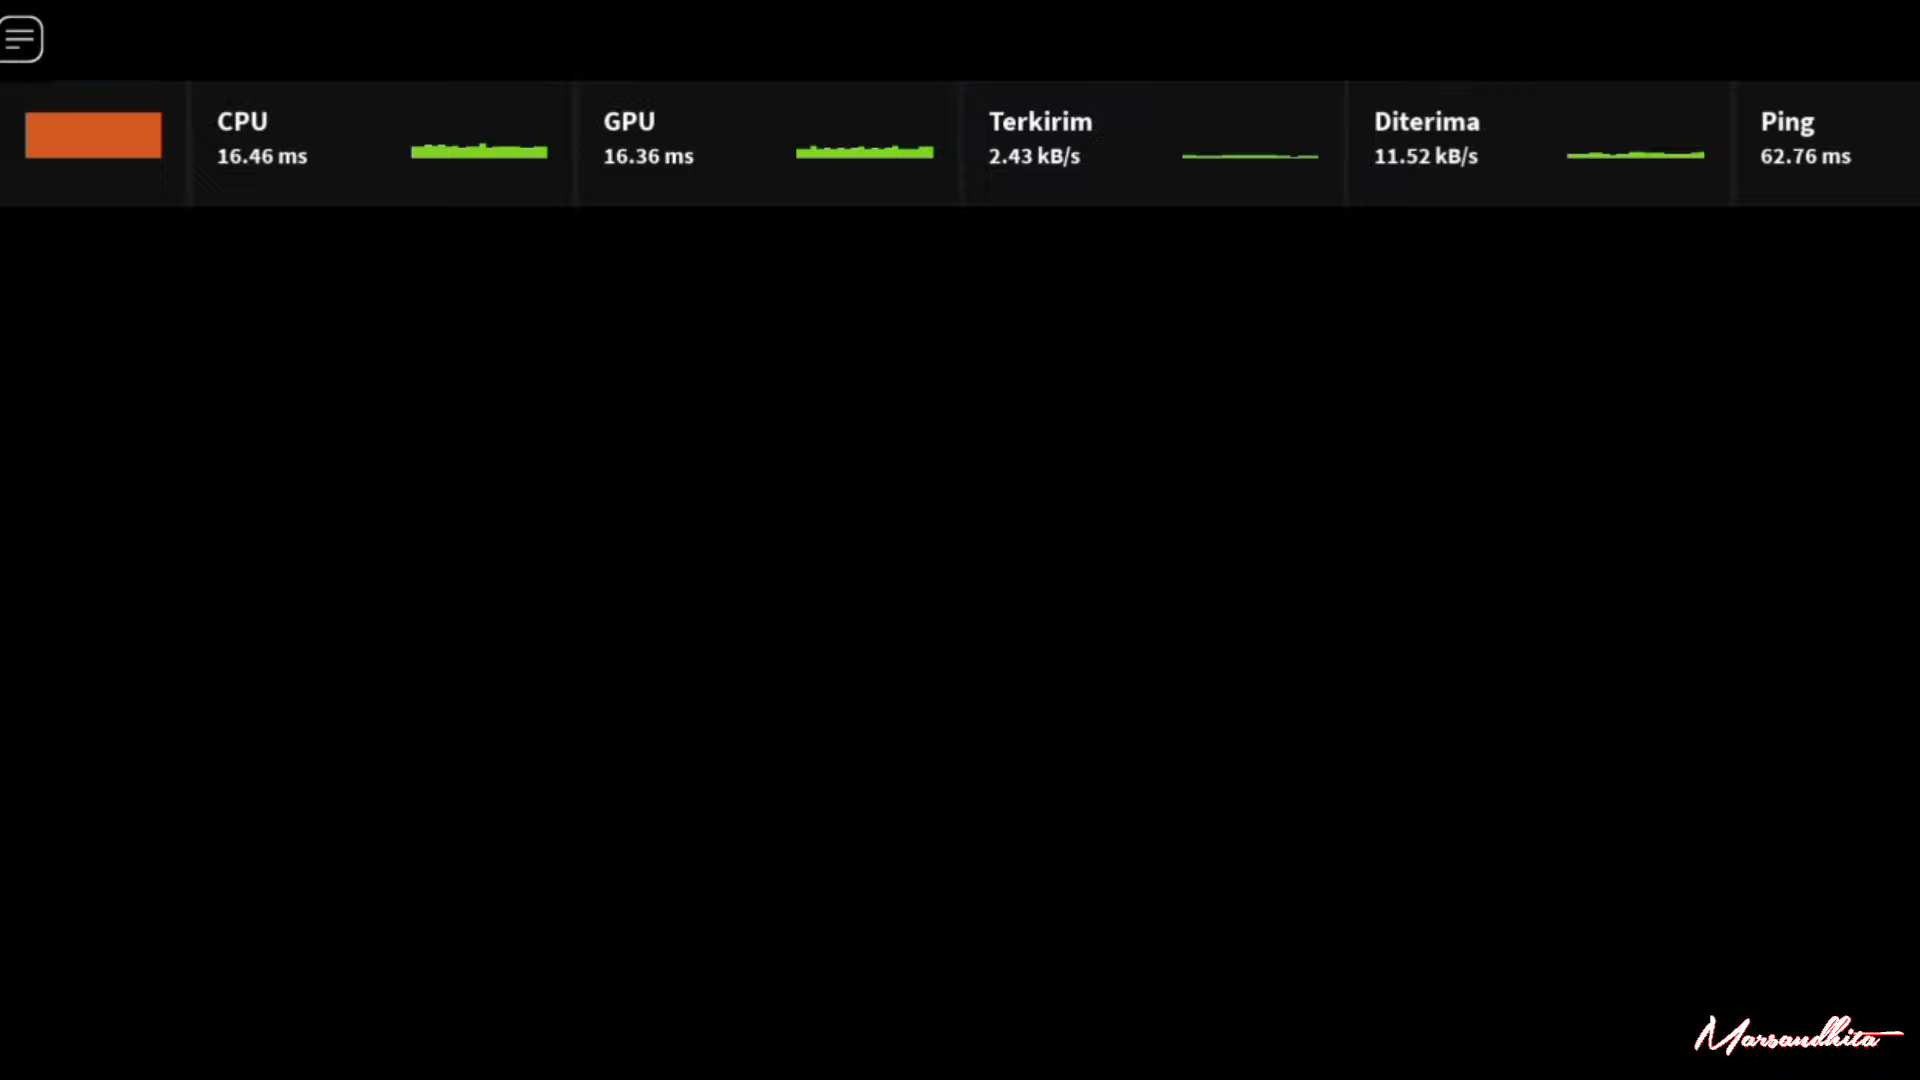 CPU
16.46 ms
GPU
16.36 ms
Terkirim
2.43 kB/s
Diterima
11.52 kB/s
Ping
62.76 ms
Marsandhita